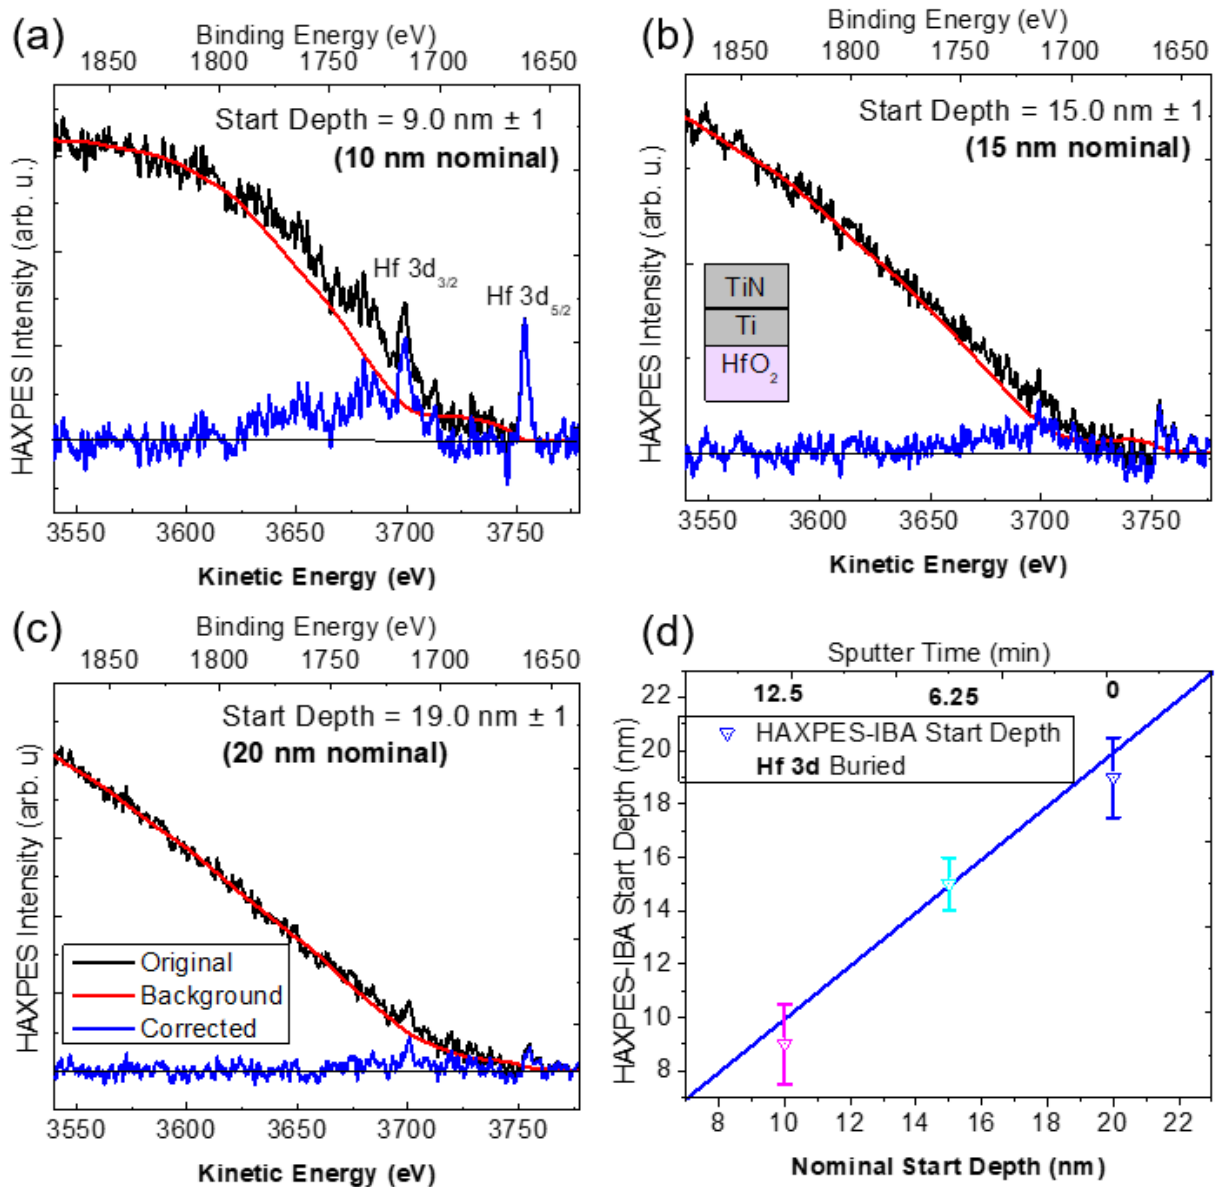 (a)
Binding Energy (eV)
1850 1800 1750 1700 1650
Start Depth = 9.0 nm ± 1
(10 nm nominal)
Hf 3d3/2
Hf 3d5/2
HAXPES Intensity (arb. u.)
3550 3600 3650 3700 3750
Kinetic Energy (eV)
(b)
Binding Energy (eV)
1850 1800 1750 1700 1650
Start Depth = 15.0 nm ± 1
(15 nm nominal)
TiN
Ti
HfO2
HAXPES Intensity (arb. u.)
3550 3600 3650 3700 3750
Kinetic Energy (eV)
(c)
Binding Energy (eV)
1850 1800 1750 1700 1650
Start Depth = 19.0 nm ± 1
(20 nm nominal)
Original
Background
Corrected
HAXPES Intensity (arb. u)
3550 3600 3650 3700 3750
Kinetic Energy (eV)
(d)
Sputter Time (min)
12.5 6.25 0
HAXPES-IBA Start Depth
Hf 3d Buried
HAXPES-IBA Start Depth (nm)
22
20
18
16
14
12
10
8
8 10 12 14 16 18 20 22
Nominal Start Depth (nm)